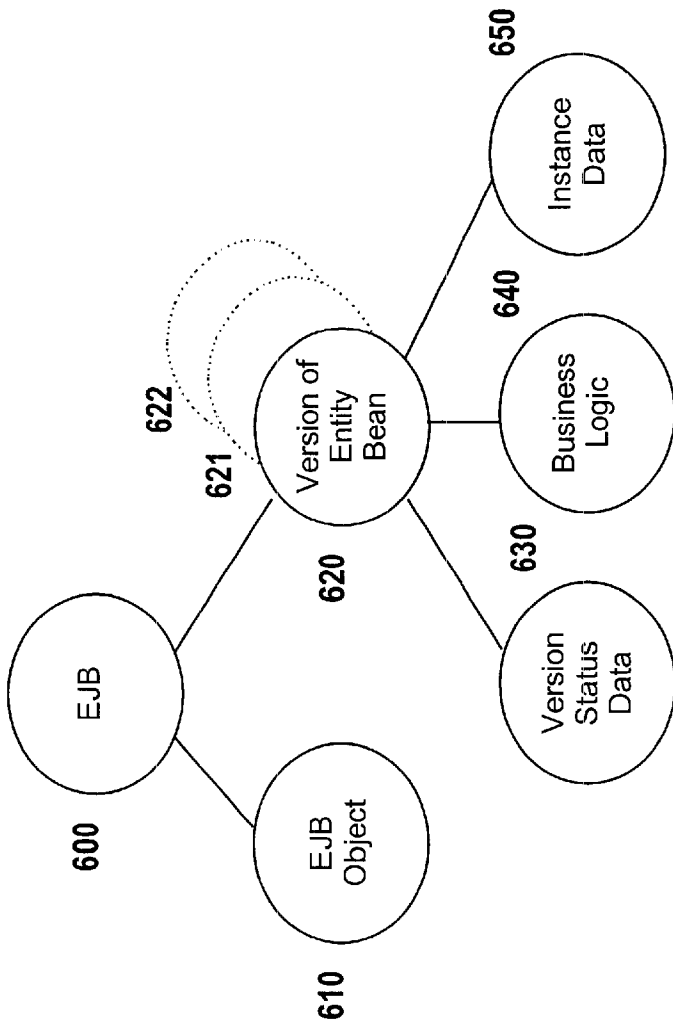 600
EJB
622
621
610
EJB
Object
620
Version of
Entity
Bean
630
640
650
Version
Status
Data
Business
Logic
Instance
Data